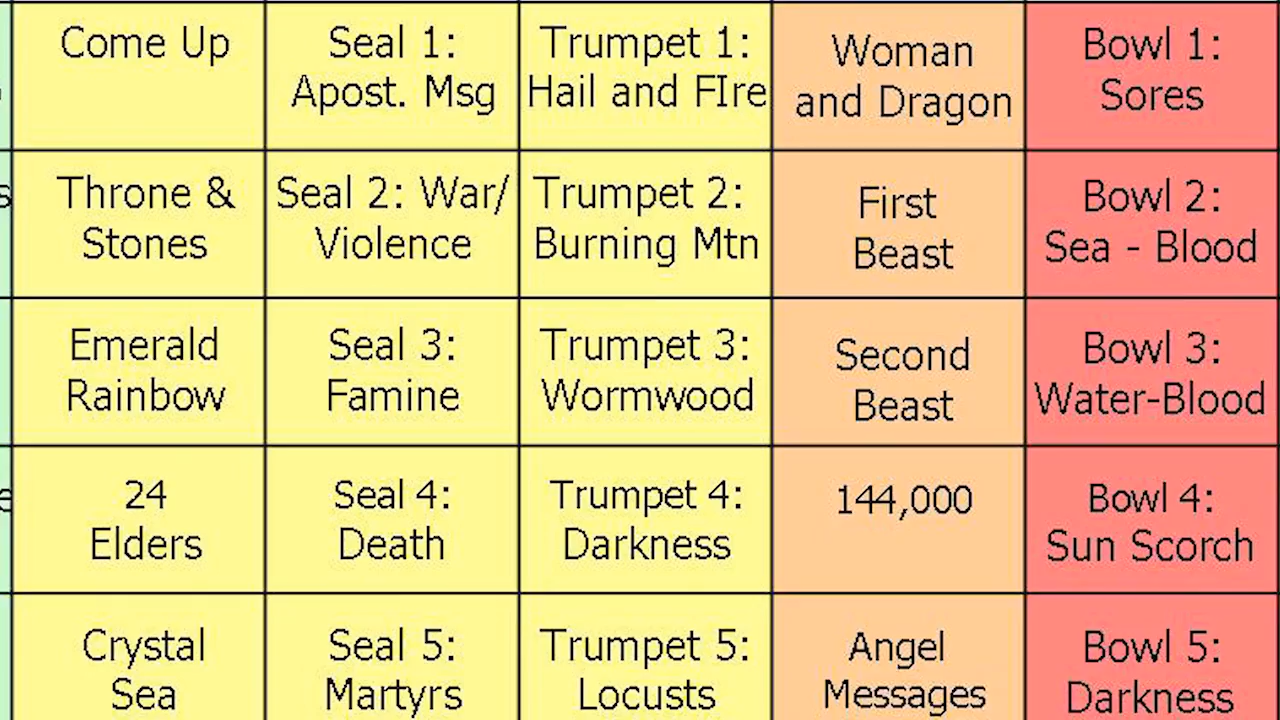 Come Up
Seal 1:
Apost. Msg
Trumpet 1:
Hail and FIre
Woman
and Dragon
Bowl 1:
Sores
Throne &
Stones
Seal 2: War/
Violence
Trumpet 2:
Burning Mtn
First
Beast
Bowl 2:
Sea - Blood
Emerald
Rainbow
Seal 3:
Famine
Trumpet 3:
Wormwood
Second
Beast
Bowl 3:
Water-Blood
24
Elders
Seal 4:
Death
Trumpet 4:
Darkness
144,000
Bowl 4:
Sun Scorch
Crystal
Sea
Seal 5:
Martyrs
Trumpet 5:
Locusts
Angel
Messages
Bowl 5:
Darkness